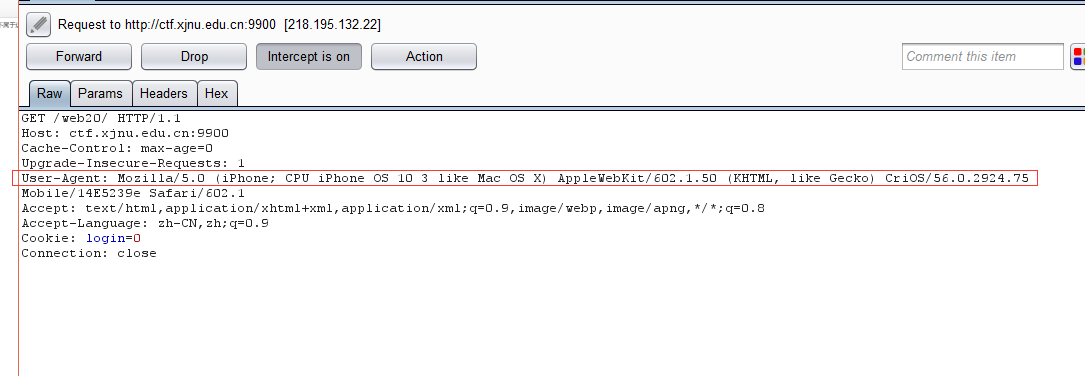 Request to http://ctf.xjnu.edu.cn:9900 [218.195.132.22]
Forward Drop Intercept is on Action Comment this item
Raw Params Headers Hex
GET /web20/ HTTP/1.1
Host: ctf.xjnu.edu.cn:9900
Cache-Control: max-age=0
Upgrade-Insecure-Requests: 1
User-Agent: Mozilla/5.0 (iPhone; CPU iPhone OS 10 3 like Mac OS X) AppleWebKit/602.1.50 (KHTML, like Gecko) CriOS/56.0.2924.75
Mobile/14E5239e Safari/602.1
Accept: text/html,application/xhtml+xml,application/xml;q=0.9,image/webp,image/apng,*/*;q=0.8
Accept-Language: zh-CN,zh;q=0.9
Cookie: login=0
Connection: close